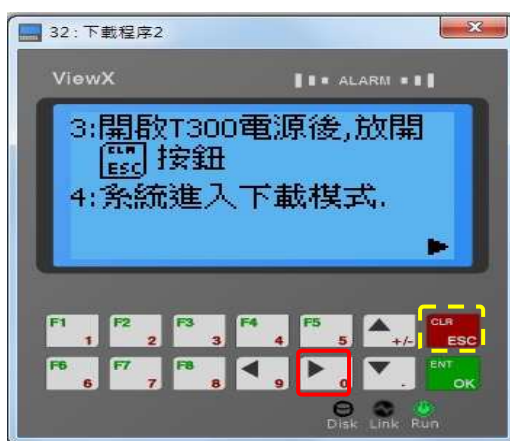 32 : 下載程序2
ViewX
ALARM
3:開啟T300電源後,放開
CLR ESC 按鈕
4:系統進入下載模式.
F1 1 F2 2 F3 3 F4 4 F5 5 +/- CLR ESC
F6 6 F7 7 F8 8 9 0 . ENT OK
Disk Link Run